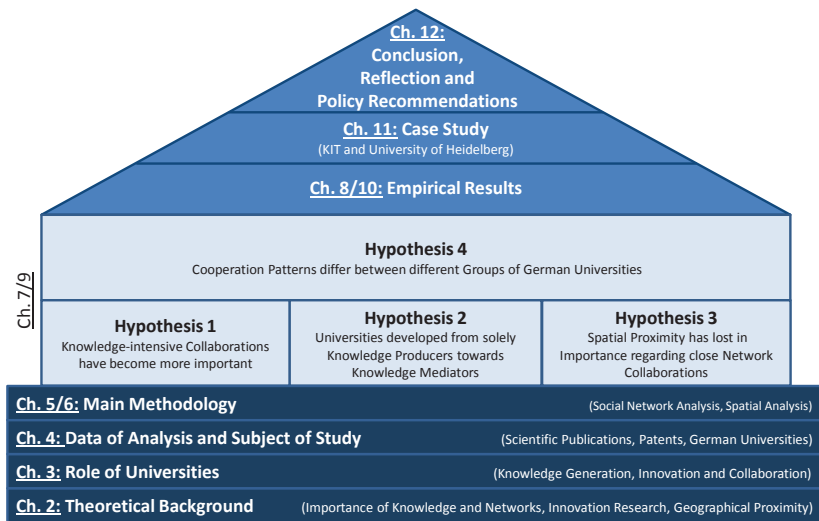 Ch. 12:
Conclusion,
Reflection and
Policy Recommendations
Ch. 11: Case Study
(KIT and University of Heidelberg)
Ch. 8/10: Empirical Results
Ch. 7/9
Hypothesis 4
Cooperation Patterns differ between different Groups of German Universities
Hypothesis 1
Knowledge-intensive Collaborations
have become more important
Hypothesis 2
Universities developed from solely
Knowledge Producers towards
Knowledge Mediators
Hypothesis 3
Spatial Proximity has lost in
Importance regarding close Network
Collaborations
Ch. 5/6: Main Methodology (Social Network Analysis, Spatial Analysis)
Ch. 4: Data of Analysis and Subject of Study (Scientific Publications, Patents, German Universities)
Ch. 3: Role of Universities (Knowledge Generation, Innovation and Collaboration)
Ch. 2: Theoretical Background (Importance of Knowledge and Networks, Innovation Research, Geographical Proximity)